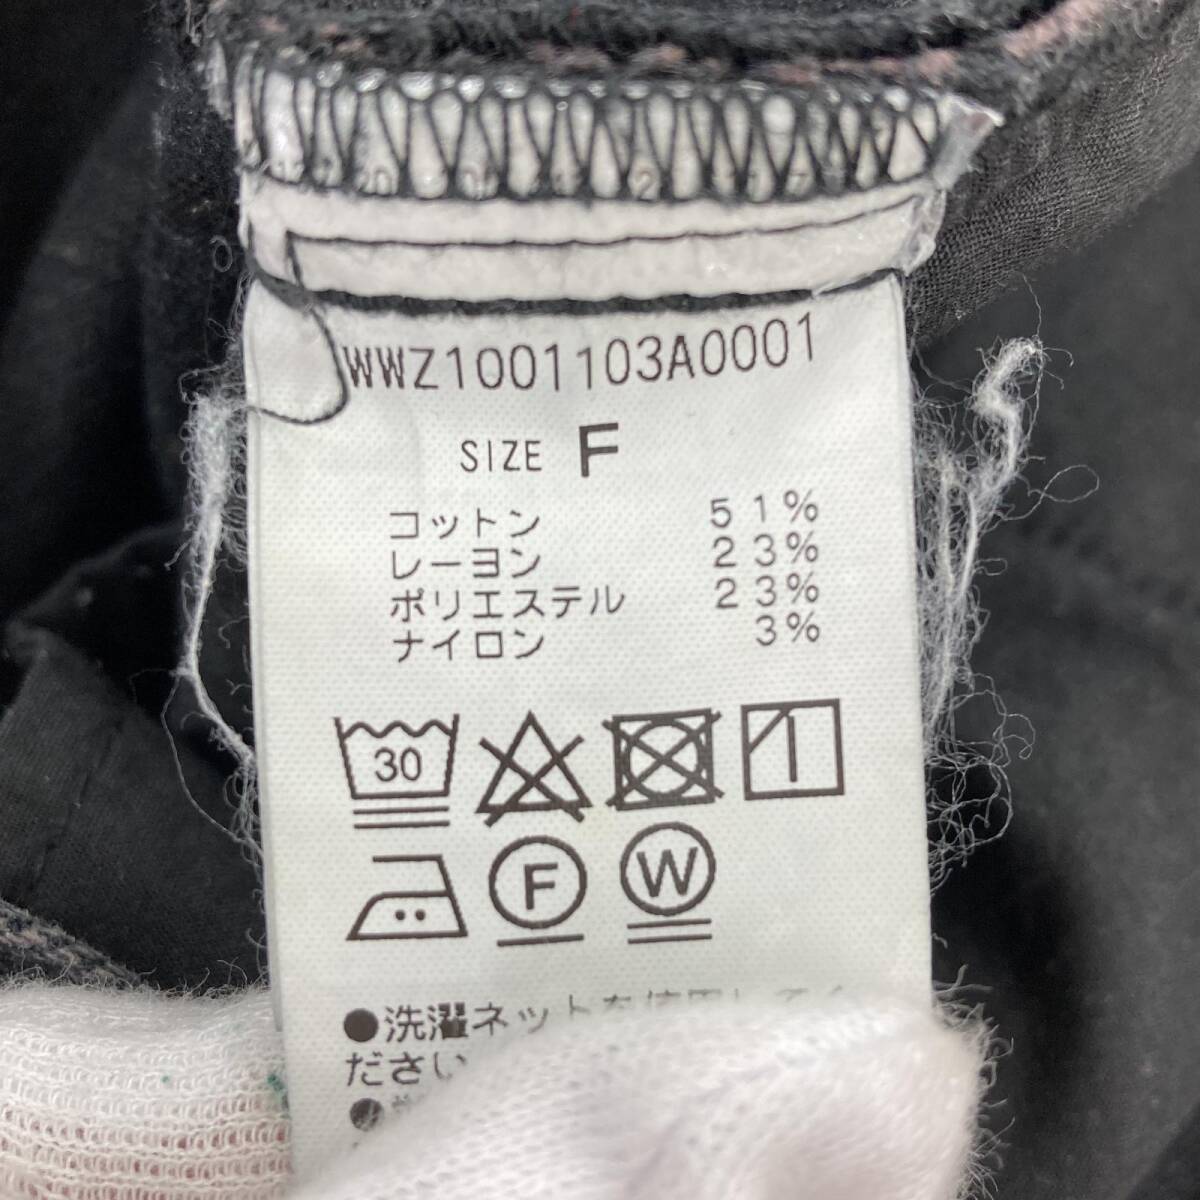 WWZ1001103A0001
SIZE F
コットン 51%
レーヨン 23%
ポリエステル 23%
ナイロン 3%
30
F
W
●洗濯ネットを使用してく
ださい